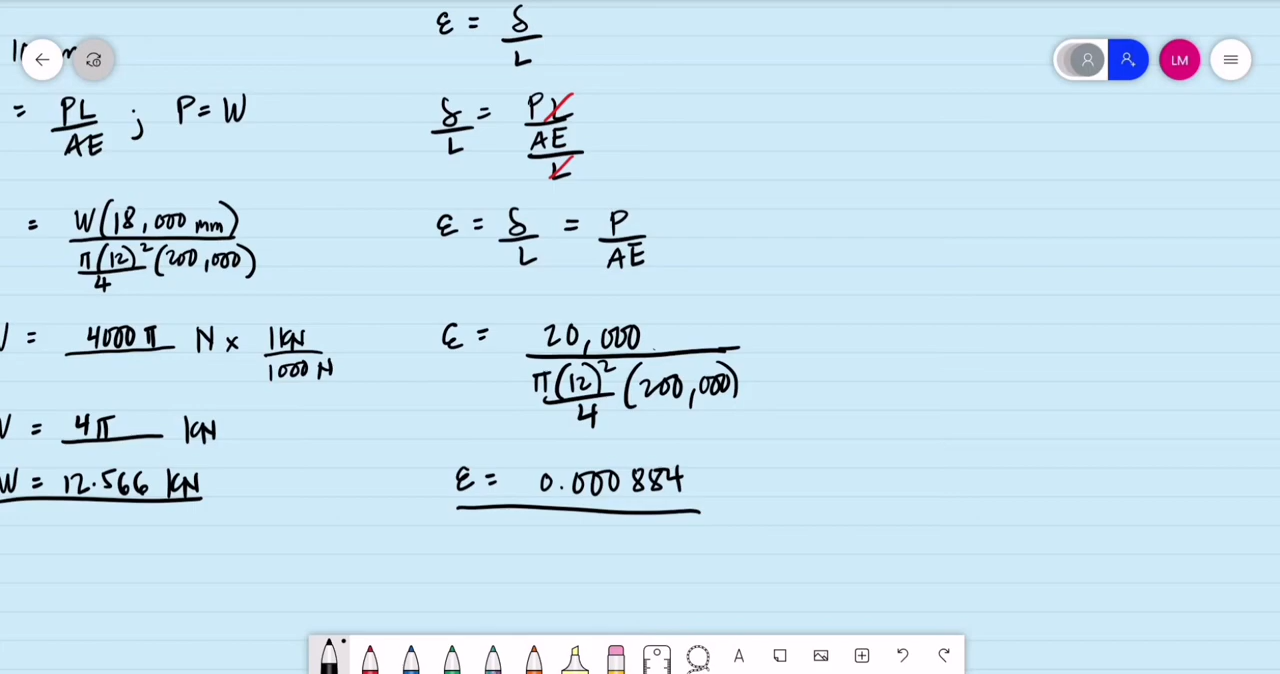 ε = δ/L
= PL/AE ; P = W
δ/L = (PL/AE)/L
= W(18,000 mm) / (π(12)²/4 (200,000))
ε = δ/L = P/AE
= 4000π N × 1KN/1000 N
ε = 20,000 / (π(12)²/4 (200,000))
= 4π KN
W = 12.566 KN
ε = 0.000884
LM
A